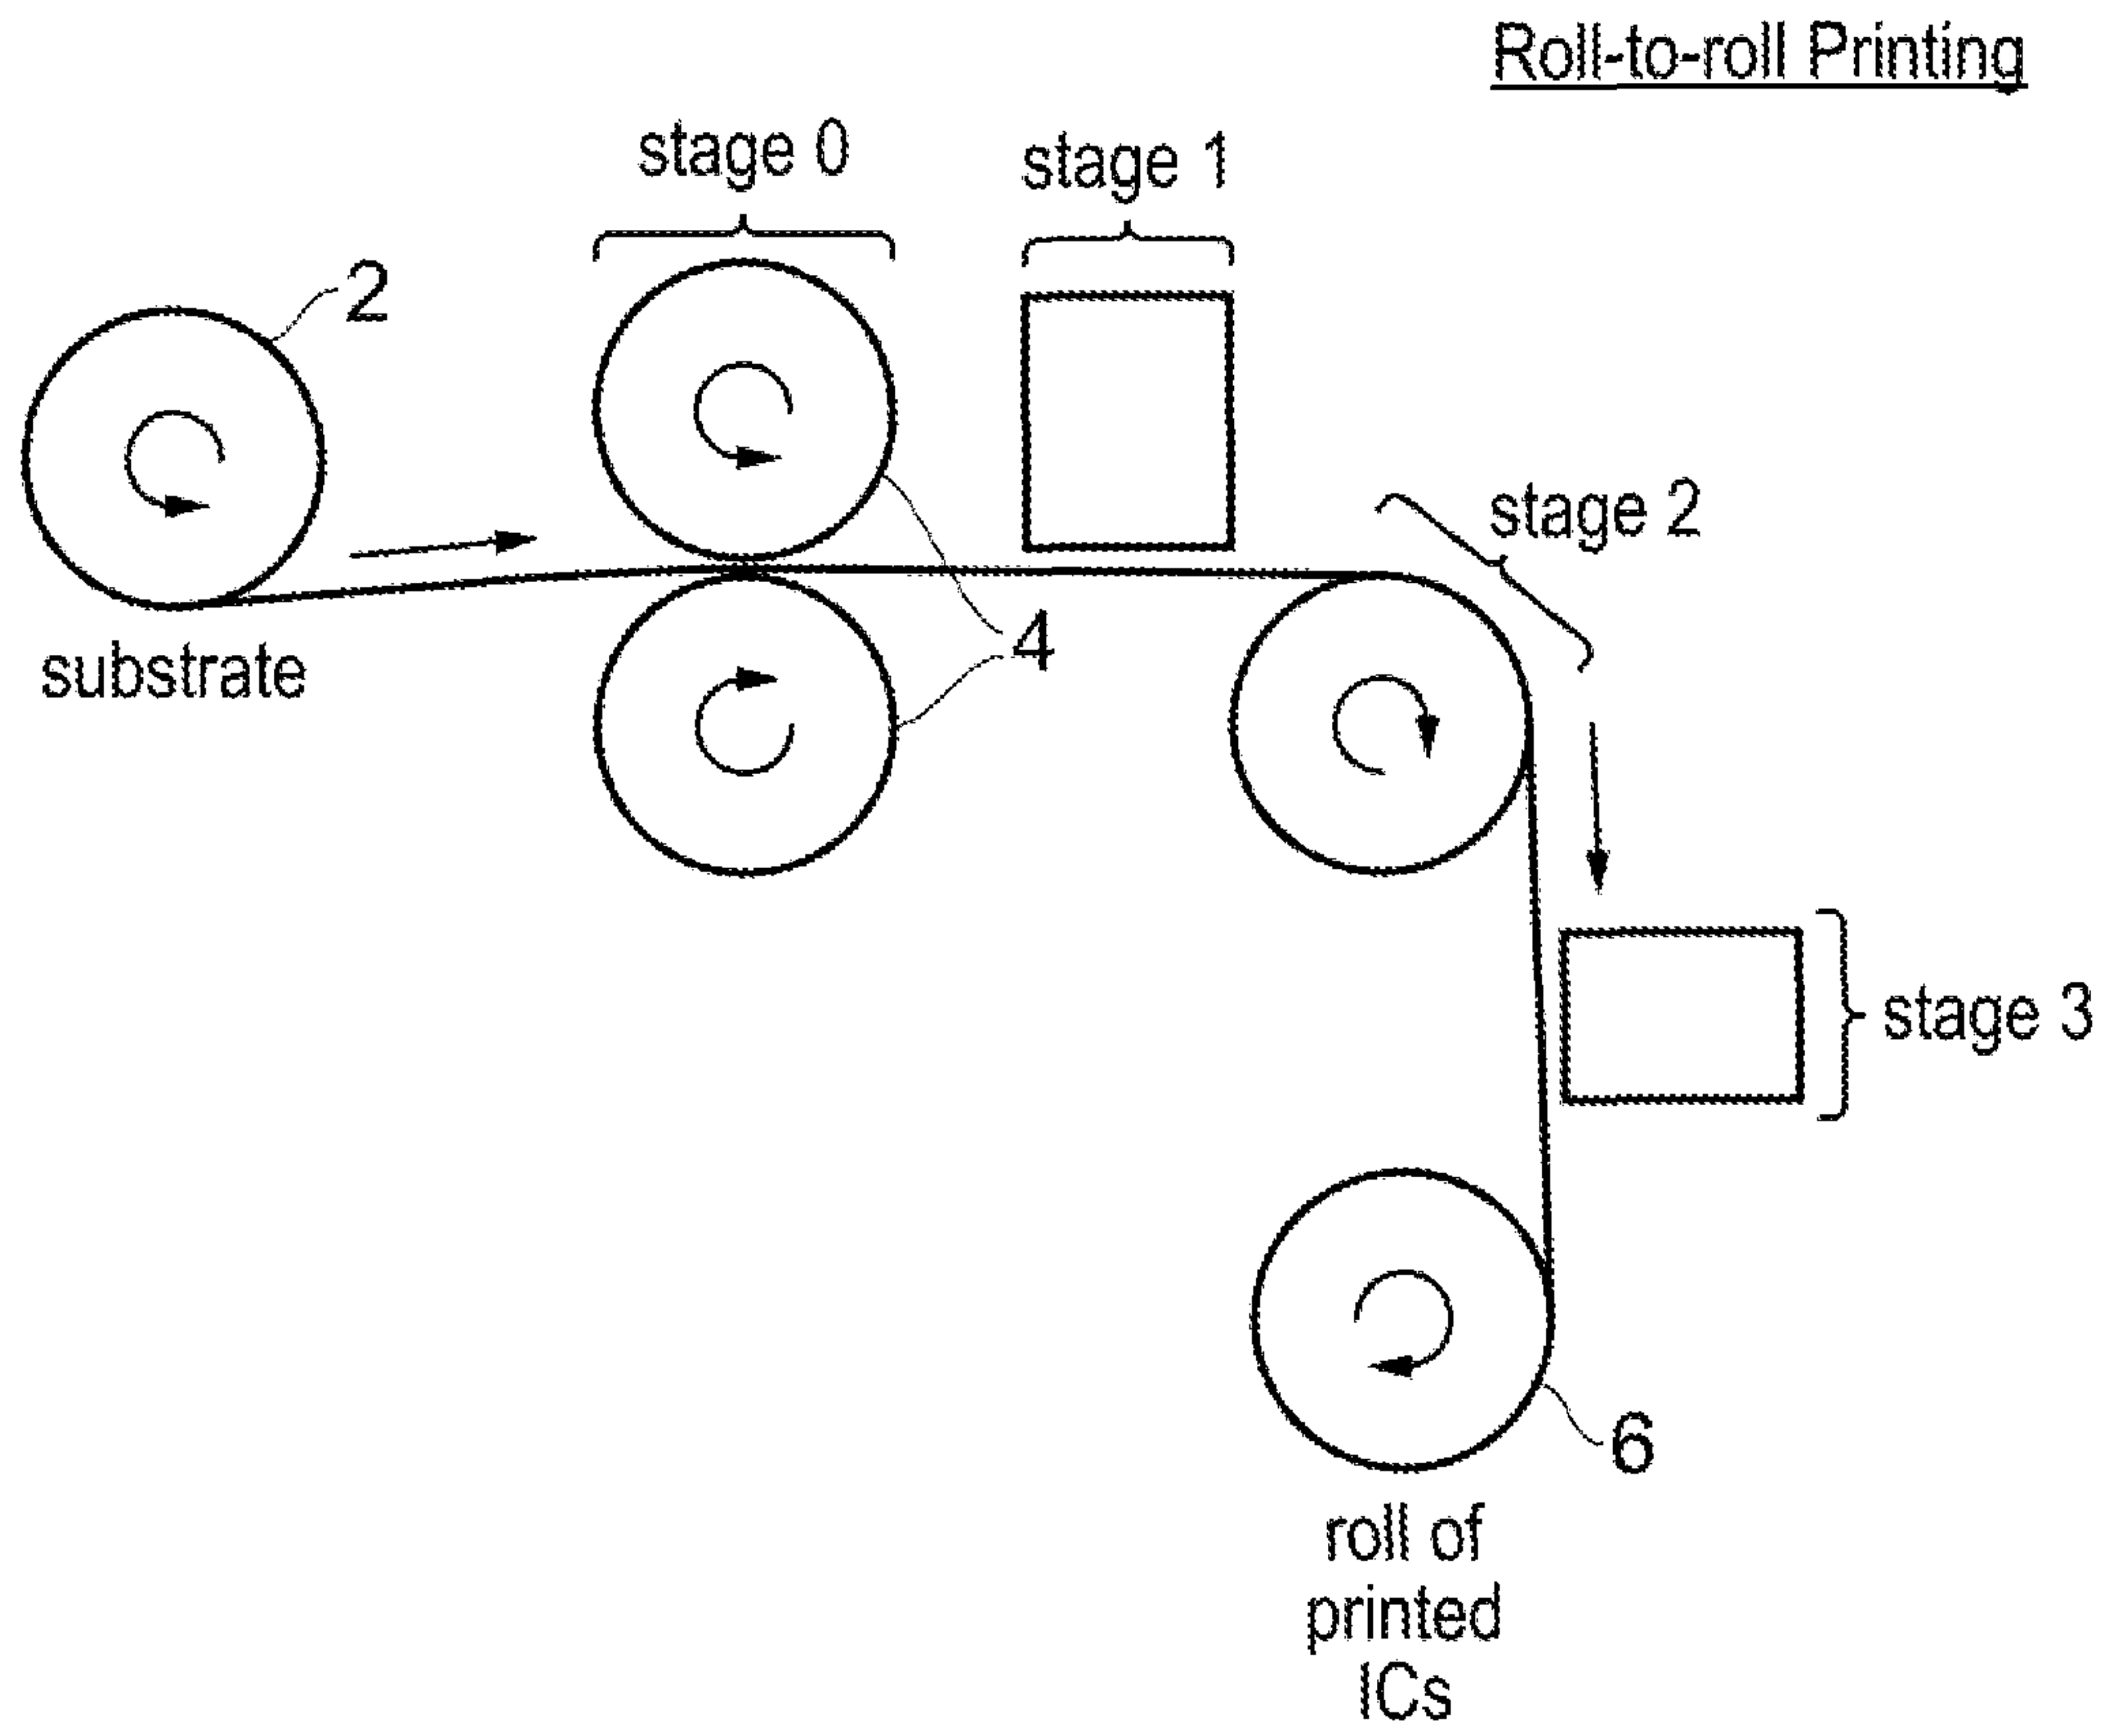 Roll-to-roll Printing
stage 0
stage 1
2
stage 2
4
substrate
stage 3
6
roll of
printed
ICs